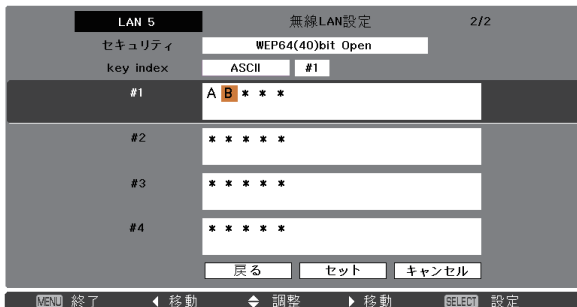 LAN 5 無線LAN設定 2/2
セキュリティ WEP64(40)bit Open
key index ASCII #1
#1 A B * * *
#2 * * * * *
#3 * * * * *
#4 * * * * *
戻る セット キャンセル
MENU 終了 ◀ 移動 ◆ 調整 ▶ 移動 SELECT 設定